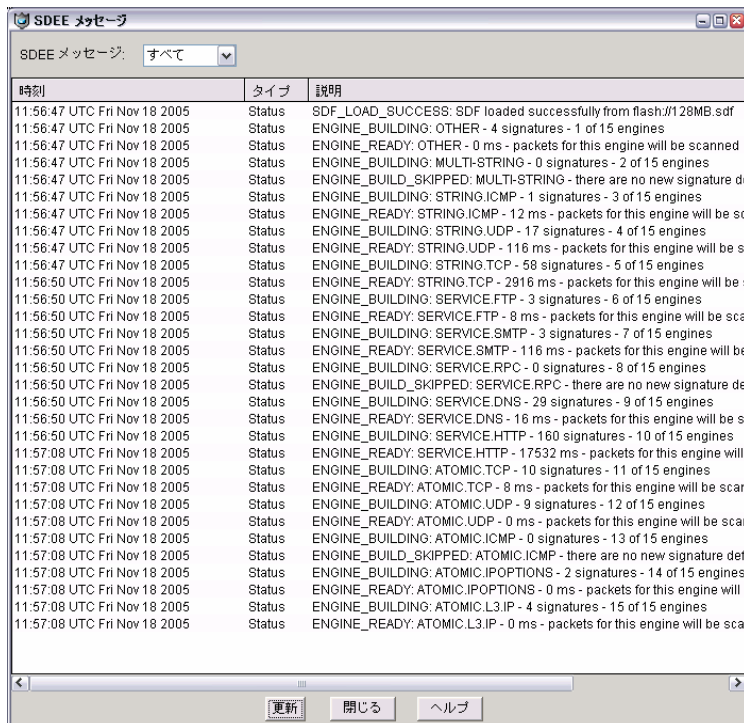 SDEE メッセージ
SDEE メッセージ: すべて
時刻 タイプ 説明
11:56:47 UTC Fri Nov 18 2005 Status SDF_LOAD_SUCCESS: SDF loaded successfully from flash://128MB.sdf
11:56:47 UTC Fri Nov 18 2005 Status ENGINE_BUILDING: OTHER - 4 signatures - 1 of 15 engines
11:56:47 UTC Fri Nov 18 2005 Status ENGINE_READY: OTHER - 0 ms - packets for this engine will be scanned
11:56:47 UTC Fri Nov 18 2005 Status ENGINE_BUILDING: MULTI-STRING - 0 signatures - 2 of 15 engines
11:56:47 UTC Fri Nov 18 2005 Status ENGINE_BUILD_SKIPPED: MULTI-STRING - there are no new signature de
11:56:47 UTC Fri Nov 18 2005 Status ENGINE_BUILDING: STRING.ICMP - 1 signatures - 3 of 15 engines
11:56:47 UTC Fri Nov 18 2005 Status ENGINE_READY: STRING.ICMP - 12 ms - packets for this engine will be sc
11:56:47 UTC Fri Nov 18 2005 Status ENGINE_BUILDING: STRING.UDP - 17 signatures - 4 of 15 engines
11:56:47 UTC Fri Nov 18 2005 Status ENGINE_READY: STRING.UDP - 116 ms - packets for this engine will be s
11:56:47 UTC Fri Nov 18 2005 Status ENGINE_BUILDING: STRING.TCP - 58 signatures - 5 of 15 engines
11:56:50 UTC Fri Nov 18 2005 Status ENGINE_READY: STRING.TCP - 2916 ms - packets for this engine will be
11:56:50 UTC Fri Nov 18 2005 Status ENGINE_BUILDING: SERVICE.FTP - 3 signatures - 6 of 15 engines
11:56:50 UTC Fri Nov 18 2005 Status ENGINE_READY: SERVICE.FTP - 8 ms - packets for this engine will be sca
11:56:50 UTC Fri Nov 18 2005 Status ENGINE_BUILDING: SERVICE.SMTP - 3 signatures - 7 of 15 engines
11:56:50 UTC Fri Nov 18 2005 Status ENGINE_READY: SERVICE.SMTP - 116 ms - packets for this engine will be
11:56:50 UTC Fri Nov 18 2005 Status ENGINE_BUILDING: SERVICE.RPC - 0 signatures - 8 of 15 engines
11:56:50 UTC Fri Nov 18 2005 Status ENGINE_BUILD_SKIPPED: SERVICE.RPC - there are no new signature de
11:56:50 UTC Fri Nov 18 2005 Status ENGINE_BUILDING: SERVICE.DNS - 29 signatures - 9 of 15 engines
11:56:50 UTC Fri Nov 18 2005 Status ENGINE_READY: SERVICE.DNS - 16 ms - packets for this engine will be s
11:56:50 UTC Fri Nov 18 2005 Status ENGINE_BUILDING: SERVICE.HTTP - 160 signatures - 10 of 15 engines
11:57:08 UTC Fri Nov 18 2005 Status ENGINE_READY: SERVICE.HTTP - 17532 ms - packets for this engine will
11:57:08 UTC Fri Nov 18 2005 Status ENGINE_BUILDING: ATOMIC.TCP - 10 signatures - 11 of 15 engines
11:57:08 UTC Fri Nov 18 2005 Status ENGINE_READY: ATOMIC.TCP - 8 ms - packets for this engine will be scan
11:57:08 UTC Fri Nov 18 2005 Status ENGINE_BUILDING: ATOMIC.UDP - 9 signatures - 12 of 15 engines
11:57:08 UTC Fri Nov 18 2005 Status ENGINE_READY: ATOMIC.UDP - 0 ms - packets for this engine will be scan
11:57:08 UTC Fri Nov 18 2005 Status ENGINE_BUILDING: ATOMIC.ICMP - 0 signatures - 13 of 15 engines
11:57:08 UTC Fri Nov 18 2005 Status ENGINE_BUILD_SKIPPED: ATOMIC.ICMP - there are no new signature det
11:57:08 UTC Fri Nov 18 2005 Status ENGINE_BUILDING: ATOMIC.IPOPTIONS - 2 signatures - 14 of 15 engines
11:57:08 UTC Fri Nov 18 2005 Status ENGINE_READY: ATOMIC.IPOPTIONS - 0 ms - packets for this engine will
11:57:08 UTC Fri Nov 18 2005 Status ENGINE_BUILDING: ATOMIC.L3.IP - 4 signatures - 15 of 15 engines
11:57:08 UTC Fri Nov 18 2005 Status ENGINE_READY: ATOMIC.L3.IP - 0 ms - packets for this engine will be sca
更新 閉じる ヘルプ